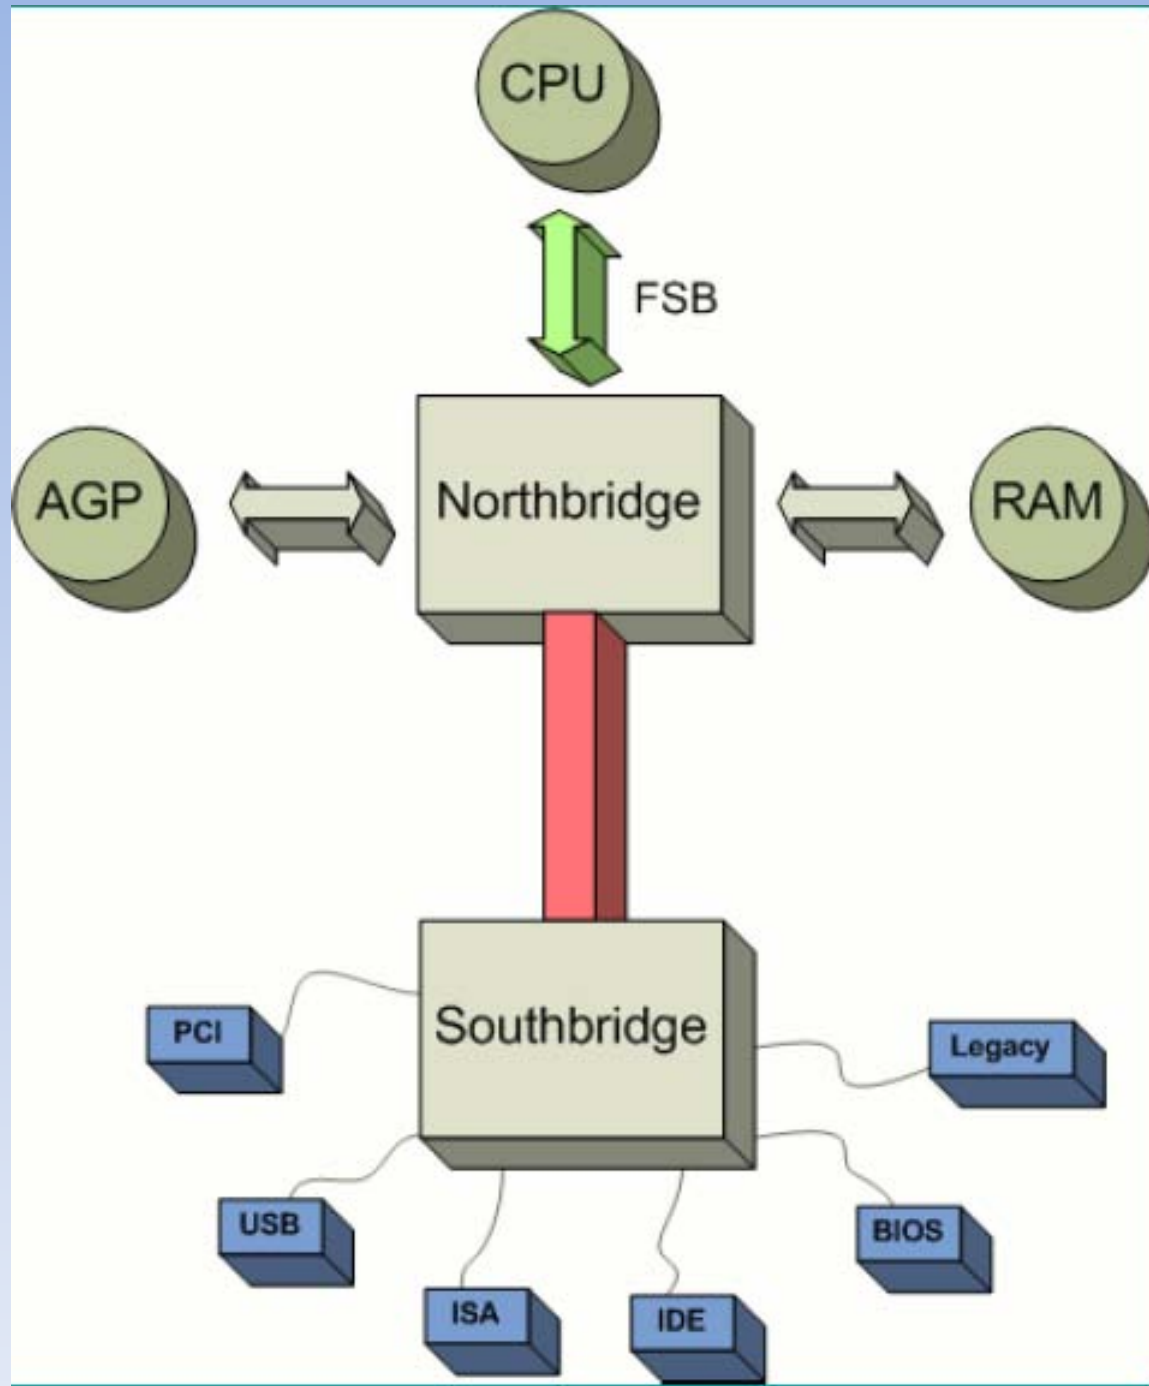 CPU
FSB
AGP
Northbridge
RAM
PCI
Southbridge
Legacy
USB
BIOS
ISA
IDE